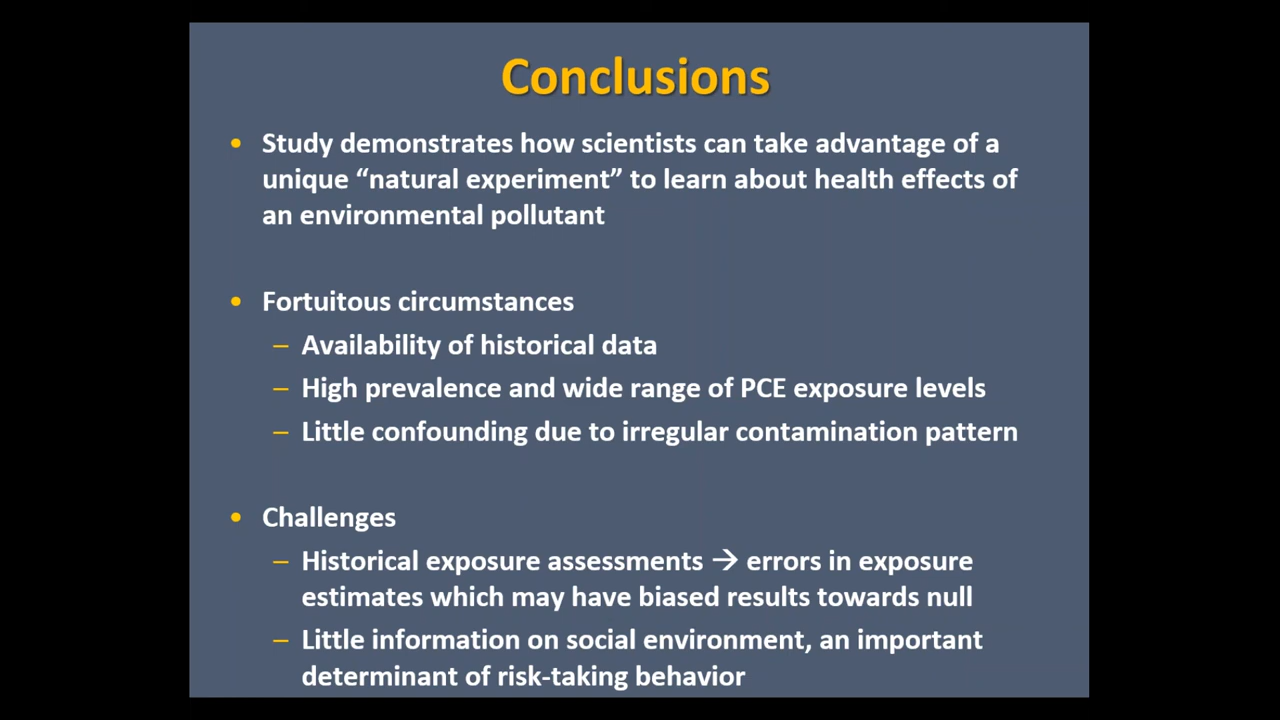 Conclusions
• Study demonstrates how scientists can take advantage of a
unique “natural experiment” to learn about health effects of
an environmental pollutant
• Fortuitous circumstances
– Availability of historical data
– High prevalence and wide range of PCE exposure levels
– Little confounding due to irregular contamination pattern
• Challenges
– Historical exposure assessments → errors in exposure
estimates which may have biased results towards null
– Little information on social environment, an important
determinant of risk-taking behavior